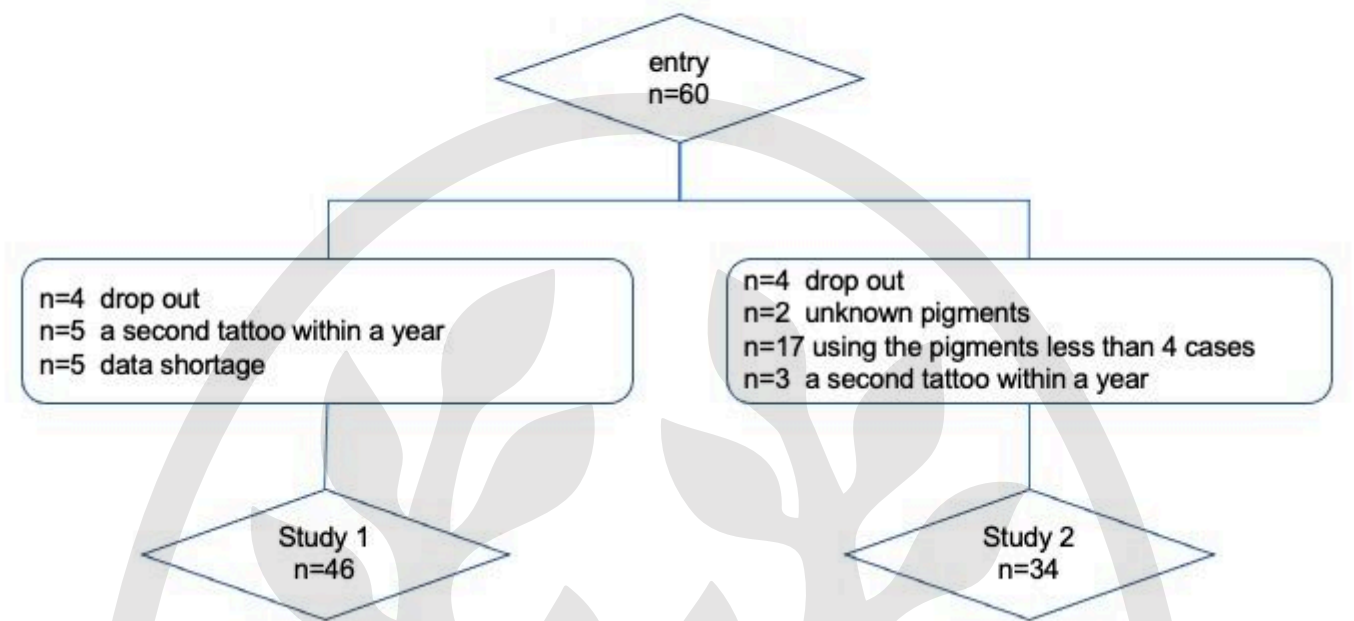 entry
n=60
n=4 drop out
n=5 a second tattoo within a year
n=5 data shortage
n=4 drop out
n=2 unknown pigments
n=17 using the pigments less than 4 cases
n=3 a second tattoo within a year
Study 1
n=46
Study 2
n=34